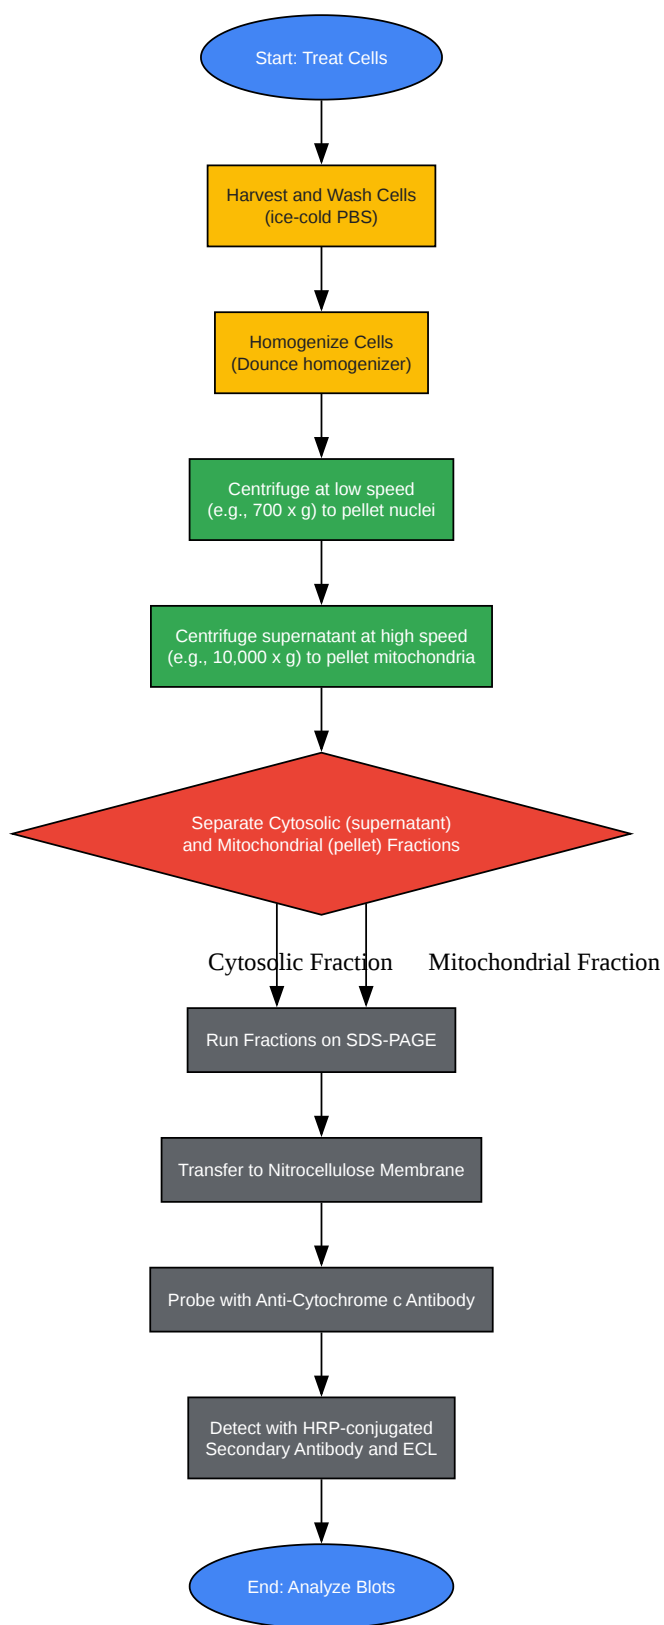 Start: Treat Cells
Harvest and Wash Cells
(ice-cold PBS)
Homogenize Cells
(Dounce homogenizer)
Centrifuge at low speed
(e.g., 700 x g) to pellet nuclei
Centrifuge supernatant at high speed
(e.g., 10,000 x g) to pellet mitochondria
Separate Cytosolic (supernatant)
and Mitochondrial (pellet) Fractions
Cytosolic Fraction
Mitochondrial Fraction
Run Fractions on SDS-PAGE
Transfer to Nitrocellulose Membrane
Probe with Anti-Cytochrome c Antibody
Detect with HRP-conjugated
Secondary Antibody and ECL
End: Analyze Blots